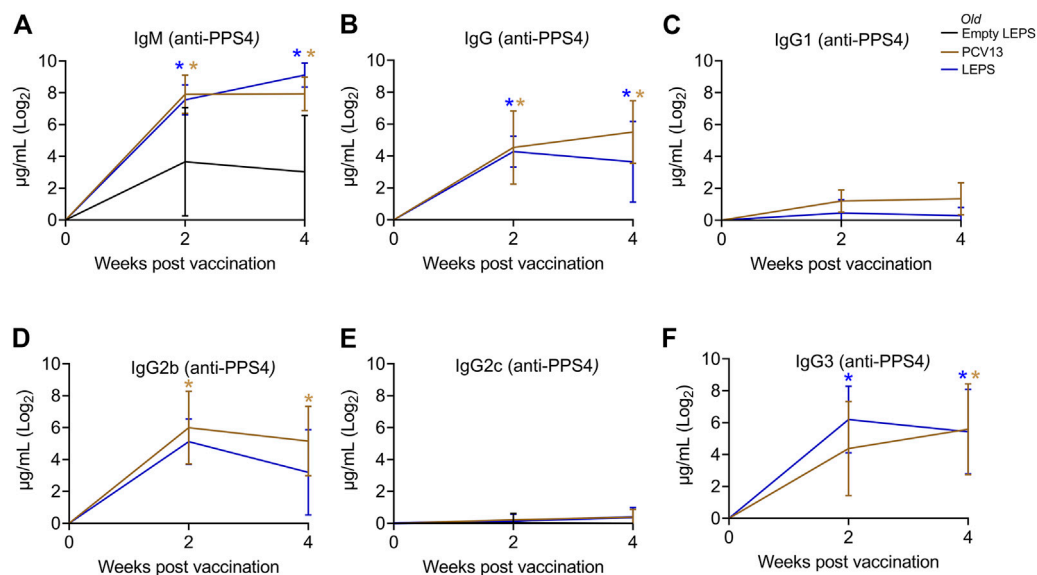 A
IgM (anti-PPS4)
μg/mL (Log2)
10
8
6
4
2
0
* *
* *
0 2 4
Weeks post vaccination
B
IgG (anti-PPS4)
μg/mL (Log2)
10
8
6
4
2
0
**
* *
0 2 4
Weeks post vaccination
C
IgG1 (anti-PPS4)
μg/mL (Log2)
10
8
6
4
2
0
0 2 4
Weeks post vaccination
Old
Empty LEPS
PCV13
LEPS
D
IgG2b (anti-PPS4)
μg/mL (Log2)
10
8
6
4
2
0
*
*
0 2 4
Weeks post vaccination
E
IgG2c (anti-PPS4)
μg/mL (Log2)
10
8
6
4
2
0
0 2 4
Weeks post vaccination
F
IgG3 (anti-PPS4)
μg/mL (Log2)
10
8
6
4
2
0
*
* *
0 2 4
Weeks post vaccination